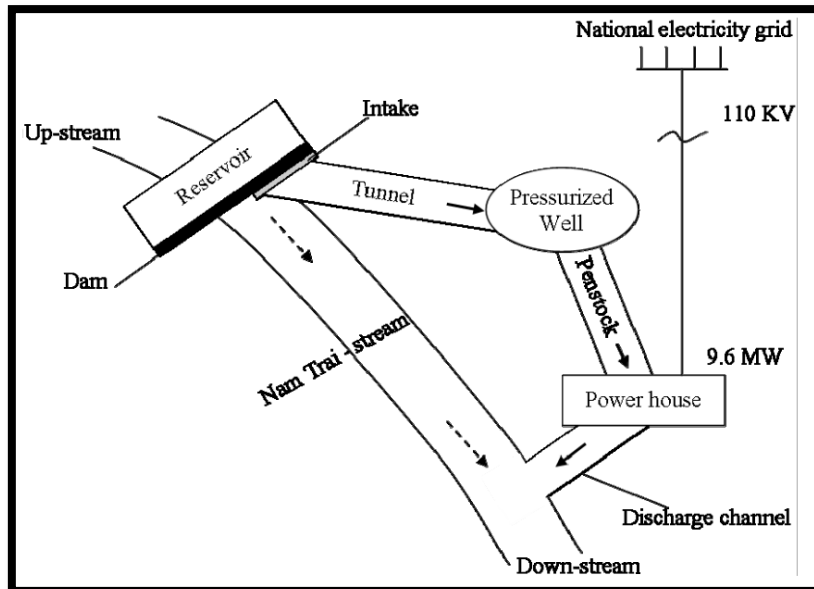 National electricity grid
110 KV
Intake
Up-stream
Reservoir
Tunnel
Pressurized
Well
Dam
Penstock
Nam Trai - stream
9.6 MW
Power house
Discharge channel
Down-stream